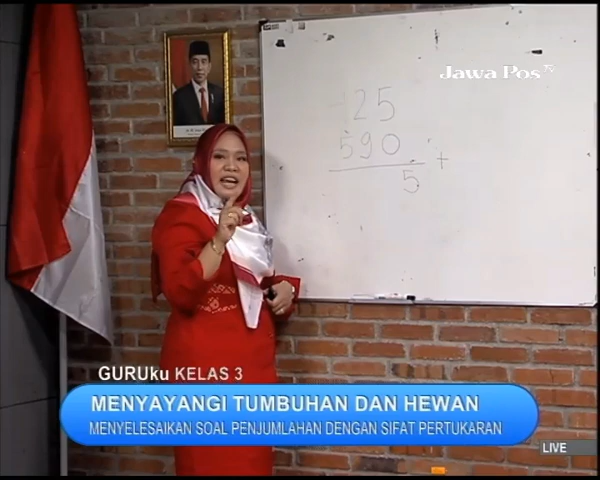 Jawa Pos TV
25
590
+
5
GURUku KELAS 3
MENYAYANGI TUMBUHAN DAN HEWAN
MENYELESAIKAN SOAL PENJUMLAHAN DENGAN SIFAT PERTUKARAN
LIVE